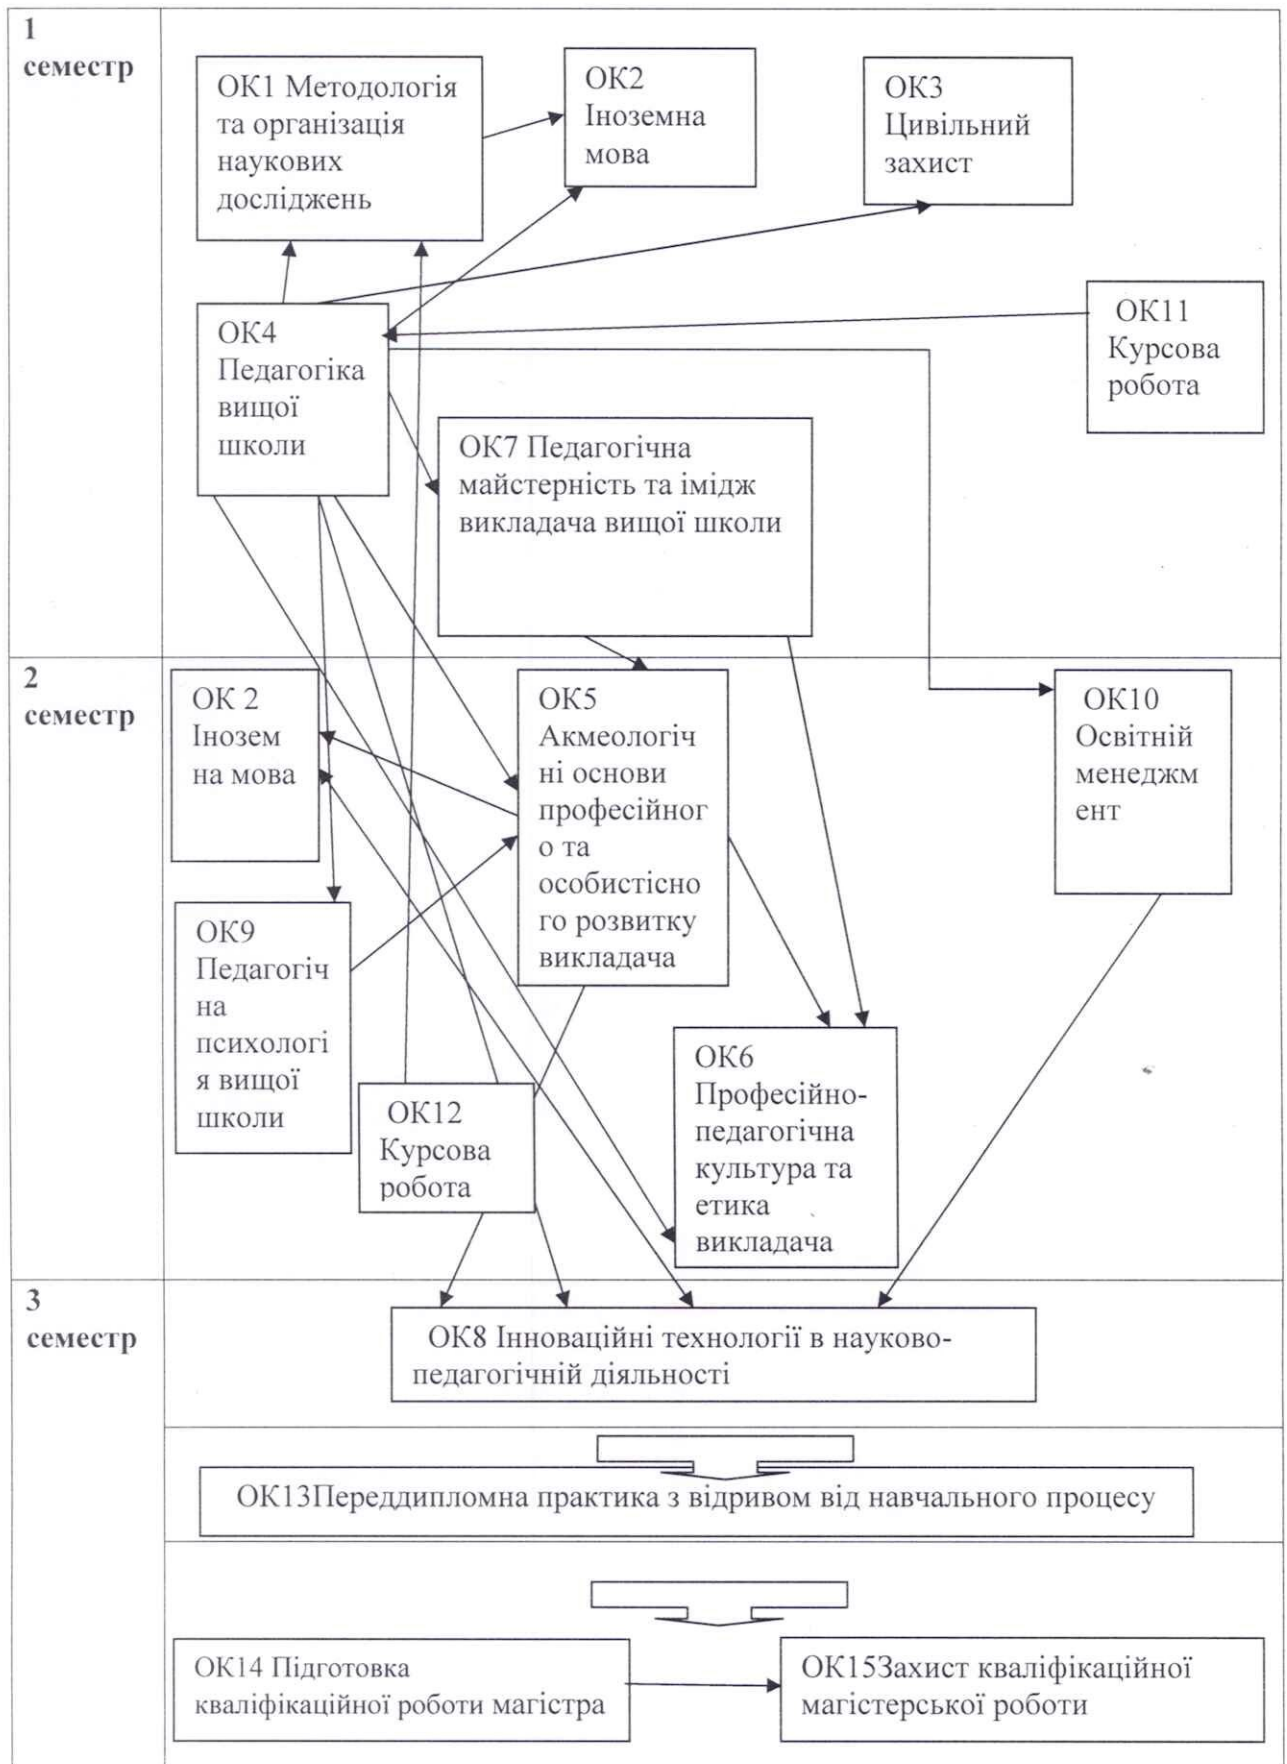 1
семестр
ОК1 Методологія
та організація
наукових
досліджень
ОК2
Іноземна
мова
ОК3
Цивільний
захист
ОК4
Педагогіка
вищої
школи
ОК11
Курсова
робота
ОК7 Педагогічна
майстерність та імідж
викладача вищої школи
2
семестр
ОК 2
Інозем
на мова
ОК5
Акмеологіч
ні основи
професійног
о та
особистісно
го розвитку
викладача
ОК10
Освітній
менеджм
ент
ОК9
Педагогіч
на
психологі
я вищої
школи
ОК12
Курсова
робота
ОК6
Професійно-
педагогічна
культура та
етика
викладача
3
семестр
ОК8 Інноваційні технології в науково-
педагогічній діяльності
ОК13Переддипломна практика з відривом від навчального процесу
ОК14 Підготовка
кваліфікаційної роботи магістра
ОК15Захист кваліфікаційної
магістерської роботи